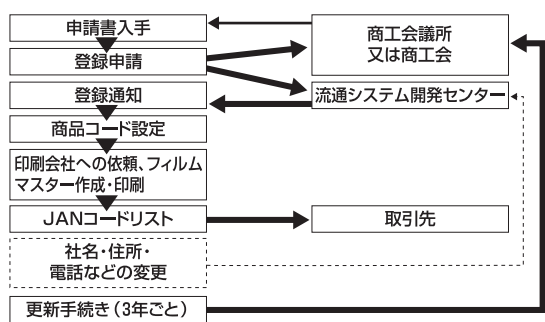 申請書入手
登録申請
登録通知
商品コード設定
印刷会社への依頼、フィルム
マスター作成・印刷
JANコードリスト
社名・住所・
電話などの変更
更新手続き(3年ごと)
商工会議所
又は商工会
流通システム開発センター
取引先